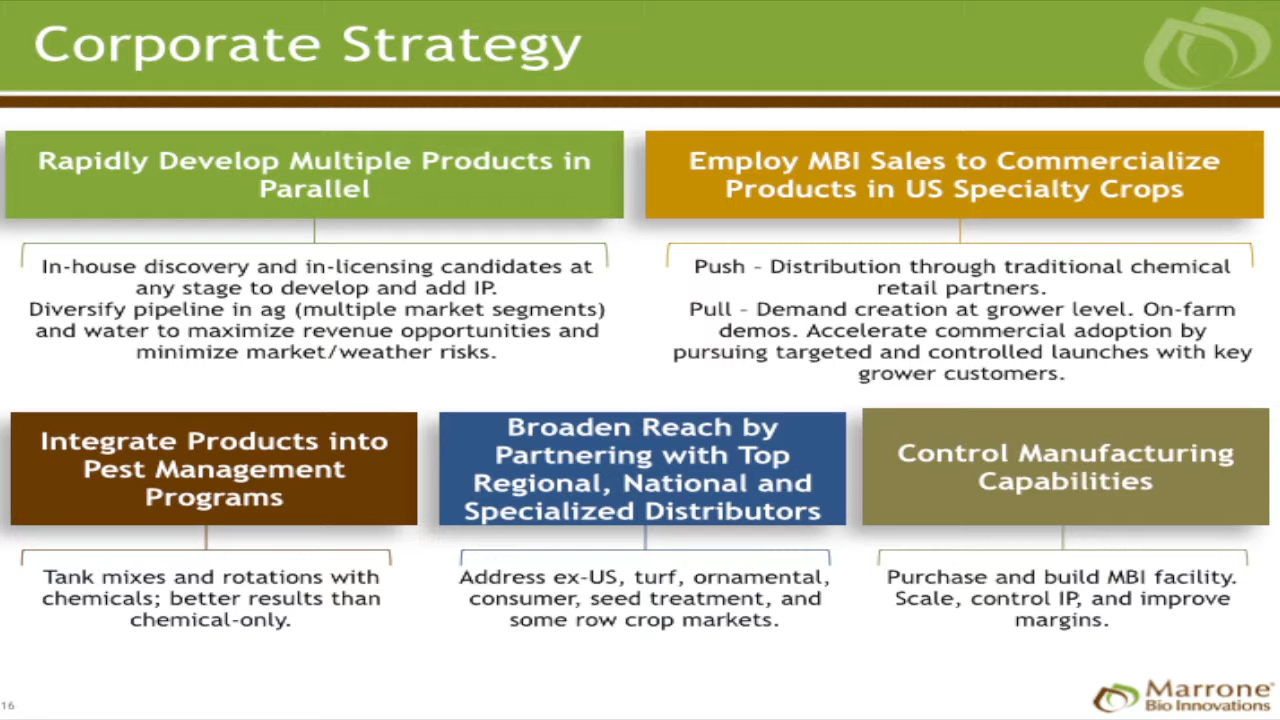 Corporate Strategy
Rapidly Develop Multiple Products in
Parallel
In-house discovery and in-licensing candidates at
any stage to develop and add IP.
Diversify pipeline in ag (multiple market segments)
and water to maximize revenue opportunities and
minimize market/weather risks.
Employ MBI Sales to Commercialize
Products in US Specialty Crops
Push – Distribution through traditional chemical
retail partners.
Pull – Demand creation at grower level. On-farm
demos. Accelerate commercial adoption by
pursuing targeted and controlled launches with key
grower customers.
Integrate Products into
Pest Management
Programs
Tank mixes and rotations with
chemicals; better results than
chemical-only.
Broaden Reach by
Partnering with Top
Regional, National and
Specialized Distributors
Address ex-US, turf, ornamental,
consumer, seed treatment, and
some row crop markets.
Control Manufacturing
Capabilities
Purchase and build MBI facility.
Scale, control IP, and improve
margins.
16
Marrone®
Bio Innovations